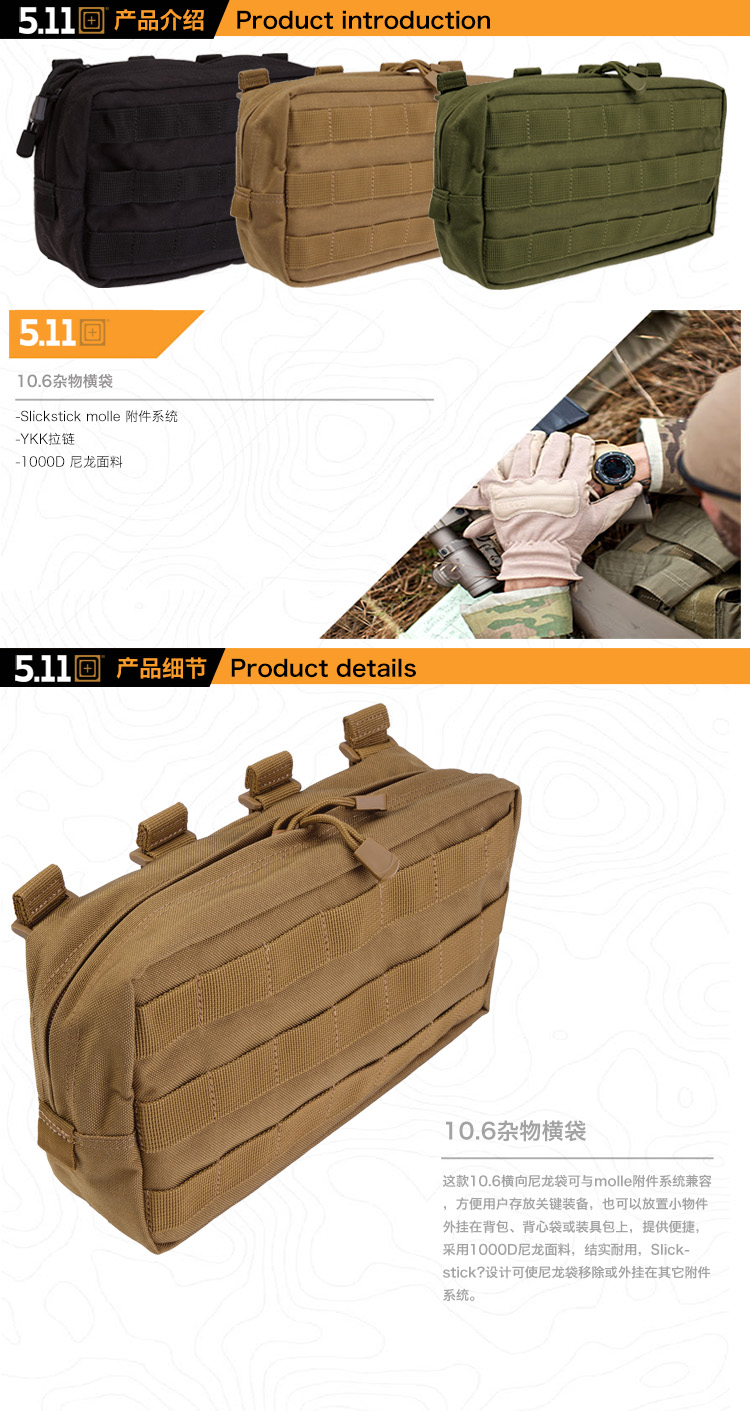 5.11 产品介绍 Product introduction
5.11
10.6杂物横袋
-Slickstick molle 附件系统
-YKK拉链
-1000D 尼龙面料
5.11 产品细节 Product details
10.6杂物横袋
这款10.6横向尼龙袋可与molle附件系统兼容
，方便用户存放关键装备，也可以放置小物件
外挂在背包、背心袋或装具包上，提供便捷，
采用1000D尼龙面料，结实耐用，Slick-
stick?设计可使尼龙袋移除或外挂在其它附件
系统。